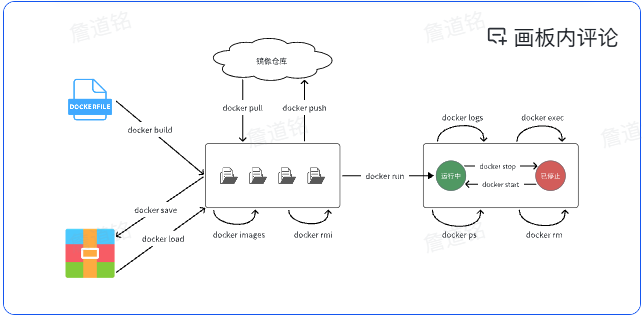 詹道铭
詹道铭
画板内评论
镜像仓库
DOCKERFILE
docker pull
docker push
docker build
docker logs
docker exec
詹道铭
詹道铭
docker run
运行中
docker stop
docker start
已停止
docker save
docker load
docker images
docker rmi
docker ps
docker rm
詹道铭
詹道铭